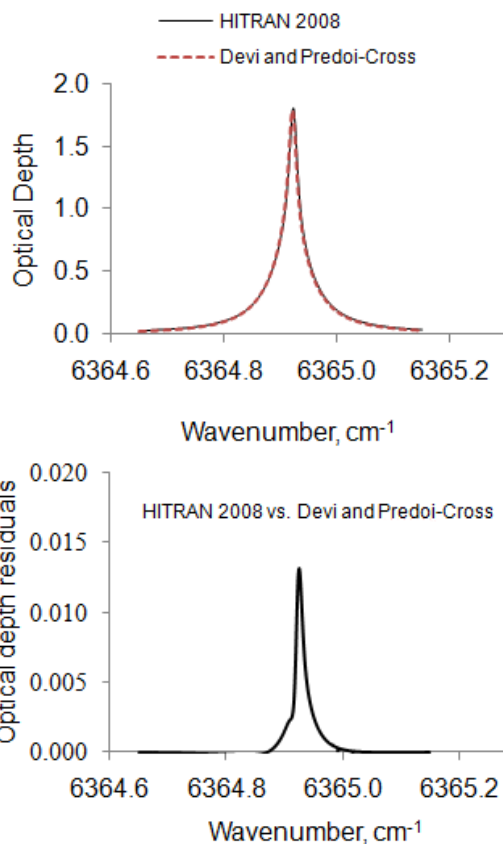 HITRAN 2008
Devi and Predoi-Cross
2.0
1.5
1.0
0.5
0.0
Optical Depth
6364.6 6364.8 6365.0 6365.2
Wavenumber, cm⁻¹
0.020
0.015
0.010
0.005
0.000
Optical depth residuals
HITRAN 2008 vs. Devi and Predoi-Cross
6364.6 6364.8 6365.0 6365.2
Wavenumber, cm⁻¹